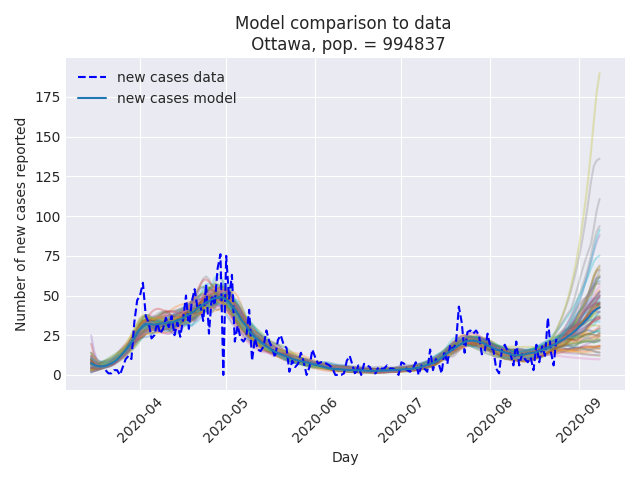 Model comparison to data
Ottawa, pop. = 994837
new cases data
new cases model
Number of new cases reported
175
150
125
100
75
50
25
0
2020-04
2020-05
2020-06
2020-07
2020-08
2020-09
Day